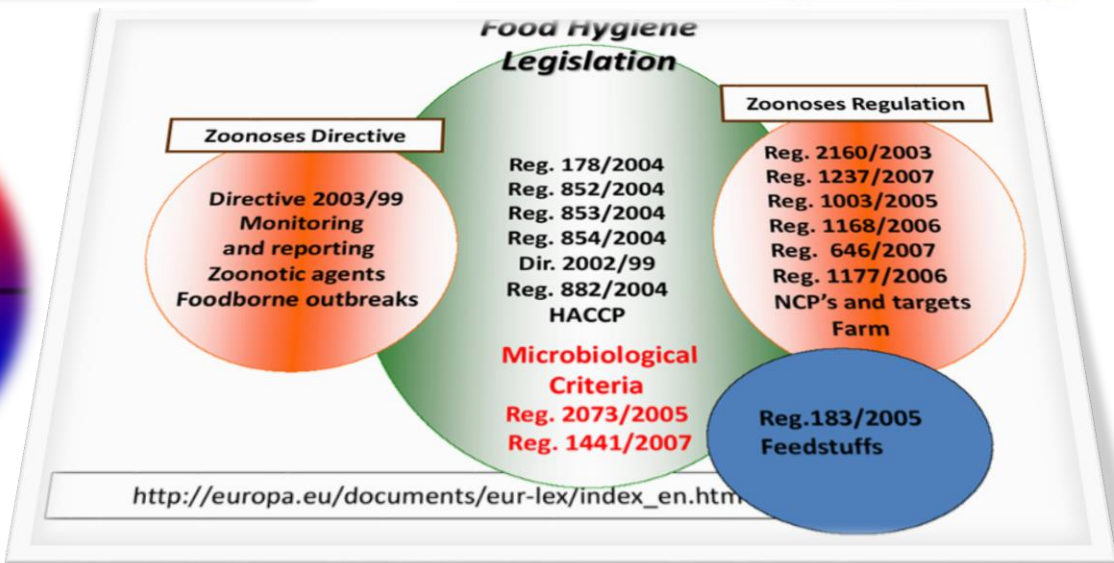 Food Hygiene
Legislation
Zoonoses Directive
Directive 2003/99
Monitoring
and reporting
Zoonotic agents
Foodborne outbreaks
Reg. 178/2004
Reg. 852/2004
Reg. 853/2004
Reg. 854/2004
Dir. 2002/99
Reg. 882/2004
HACCP
Microbiological
Criteria
Reg. 2073/2005
Reg. 1441/2007
Zoonoses Regulation
Reg. 2160/2003
Reg. 1237/2007
Reg. 1003/2005
Reg. 1168/2006
Reg. 646/2007
Reg. 1177/2006
NCP's and targets
Farm
Reg.183/2005
Feedstuffs
http://europa.eu/documents/eur-lex/index_en.htm